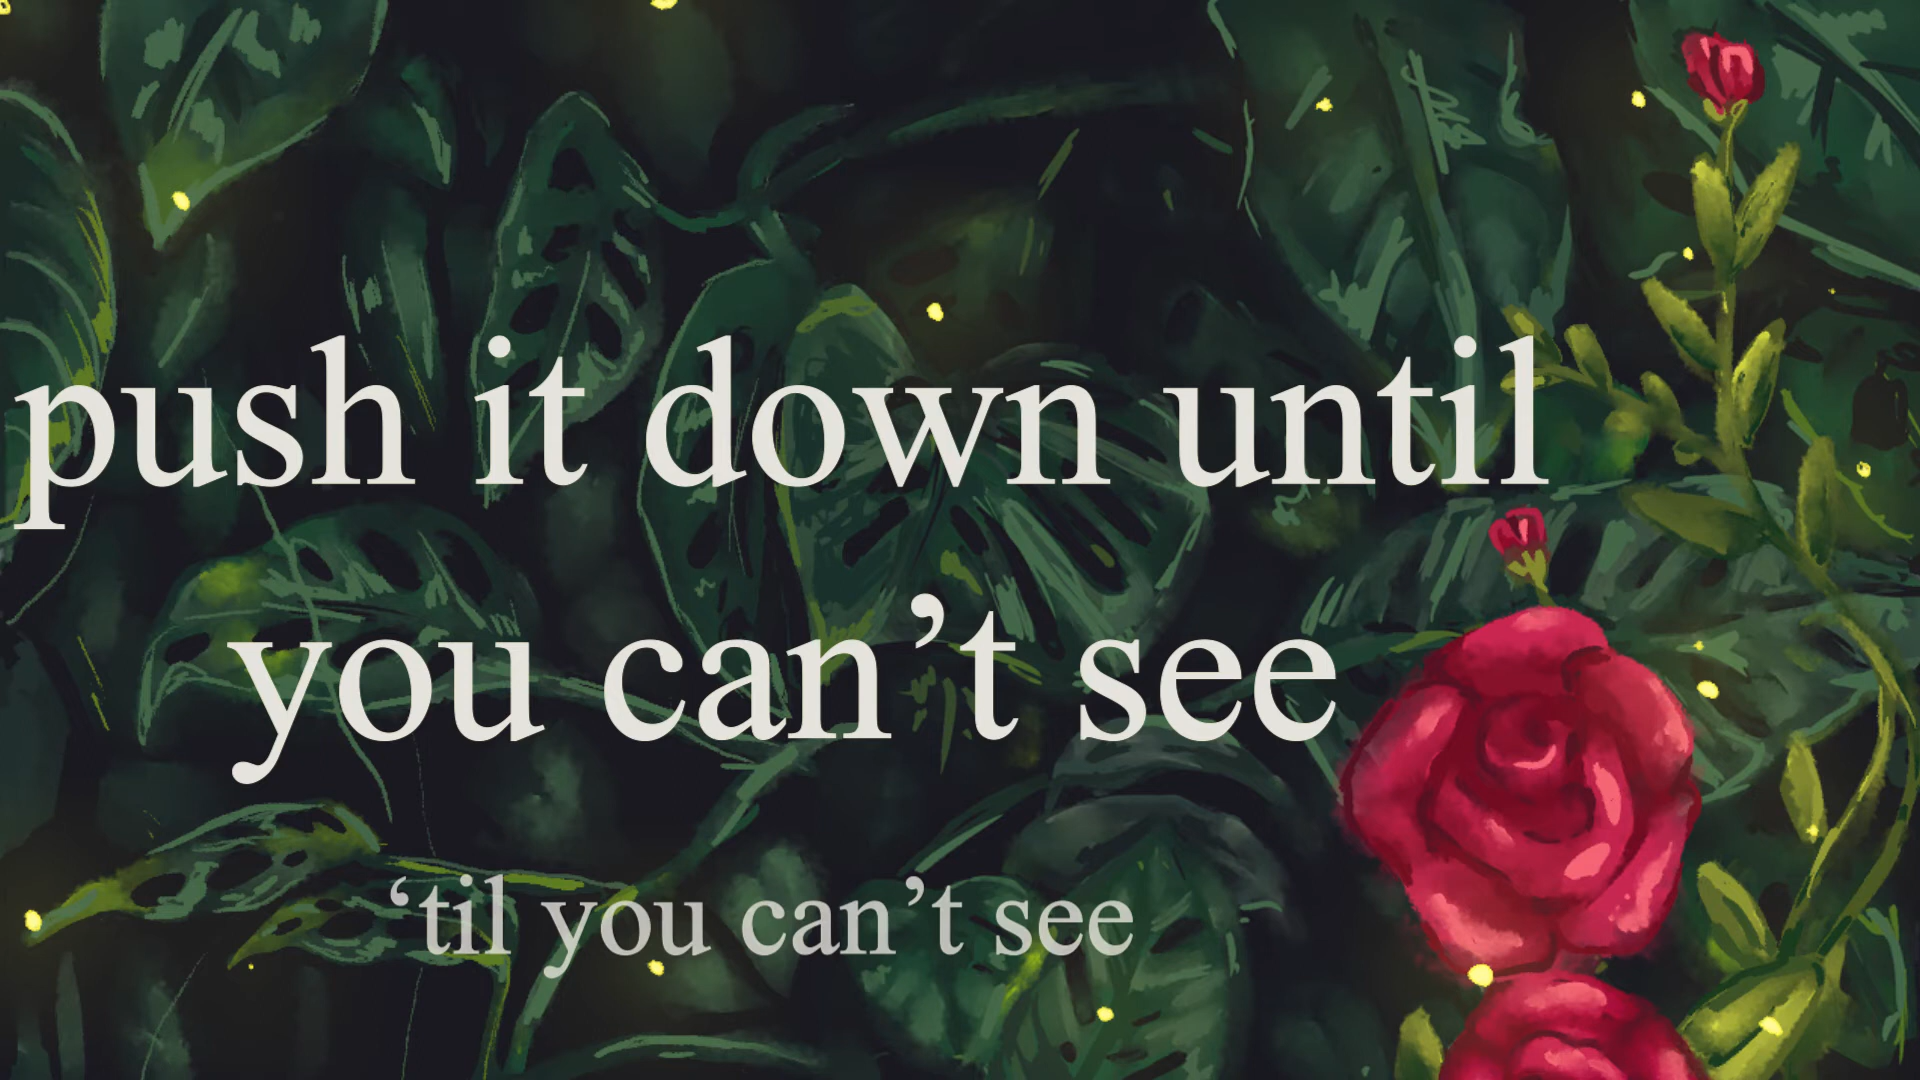 push it down until
you can’t see
‘til you can’t see